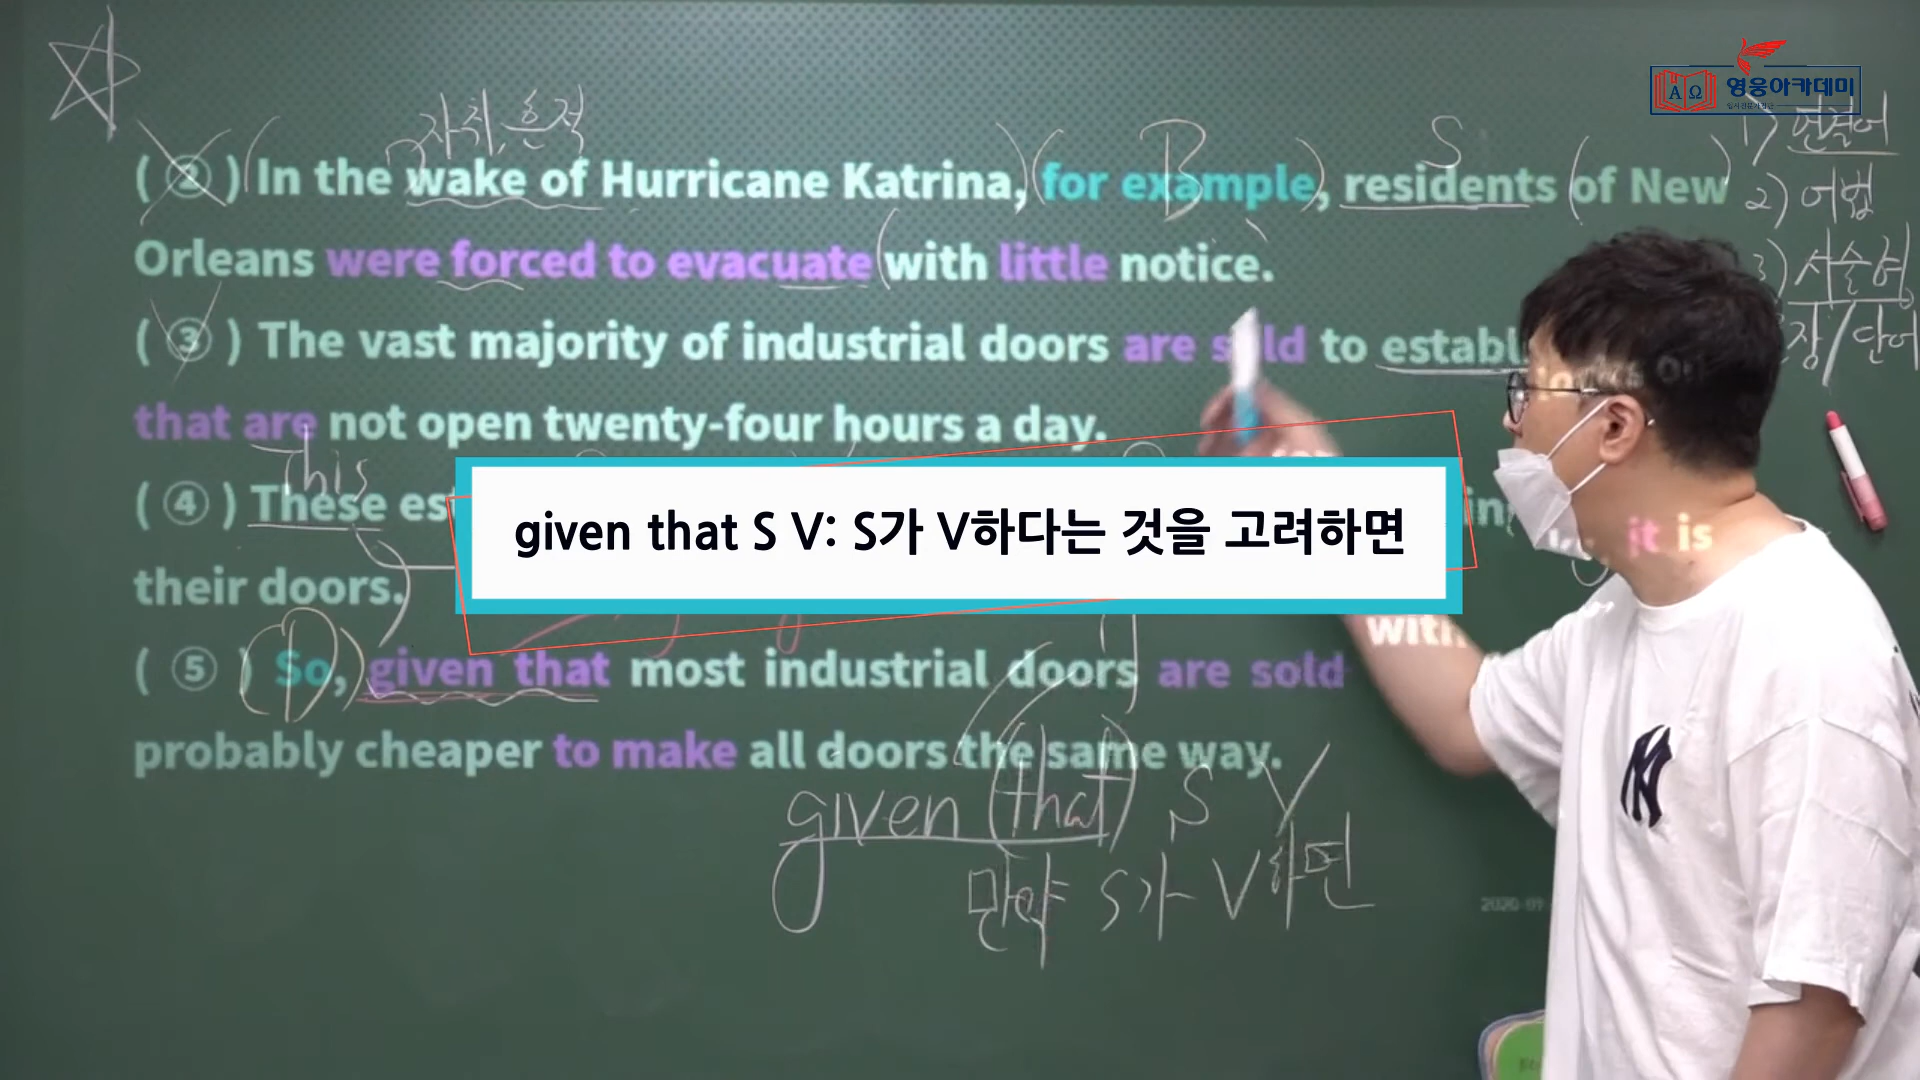 영웅아카데미
자취, 흔적
S
1) 연결어
( ② ) In the wake of Hurricane Katrina, for example, residents of New
B
2) 어법
Orleans were forced to evacuate with little notice.
3) 서술형
( ③ ) The vast majority of industrial doors are sold to establ
장/단어
that are not open twenty-four hours a day.
This
( ④ ) These es
it is
given that S V: S가 V하다는 것을 고려하면
their doors.
with
( ⑤ ) So, given that most industrial doors are sold
probably cheaper to make all doors the same way.
given (that) S V
만약 S가 V하면